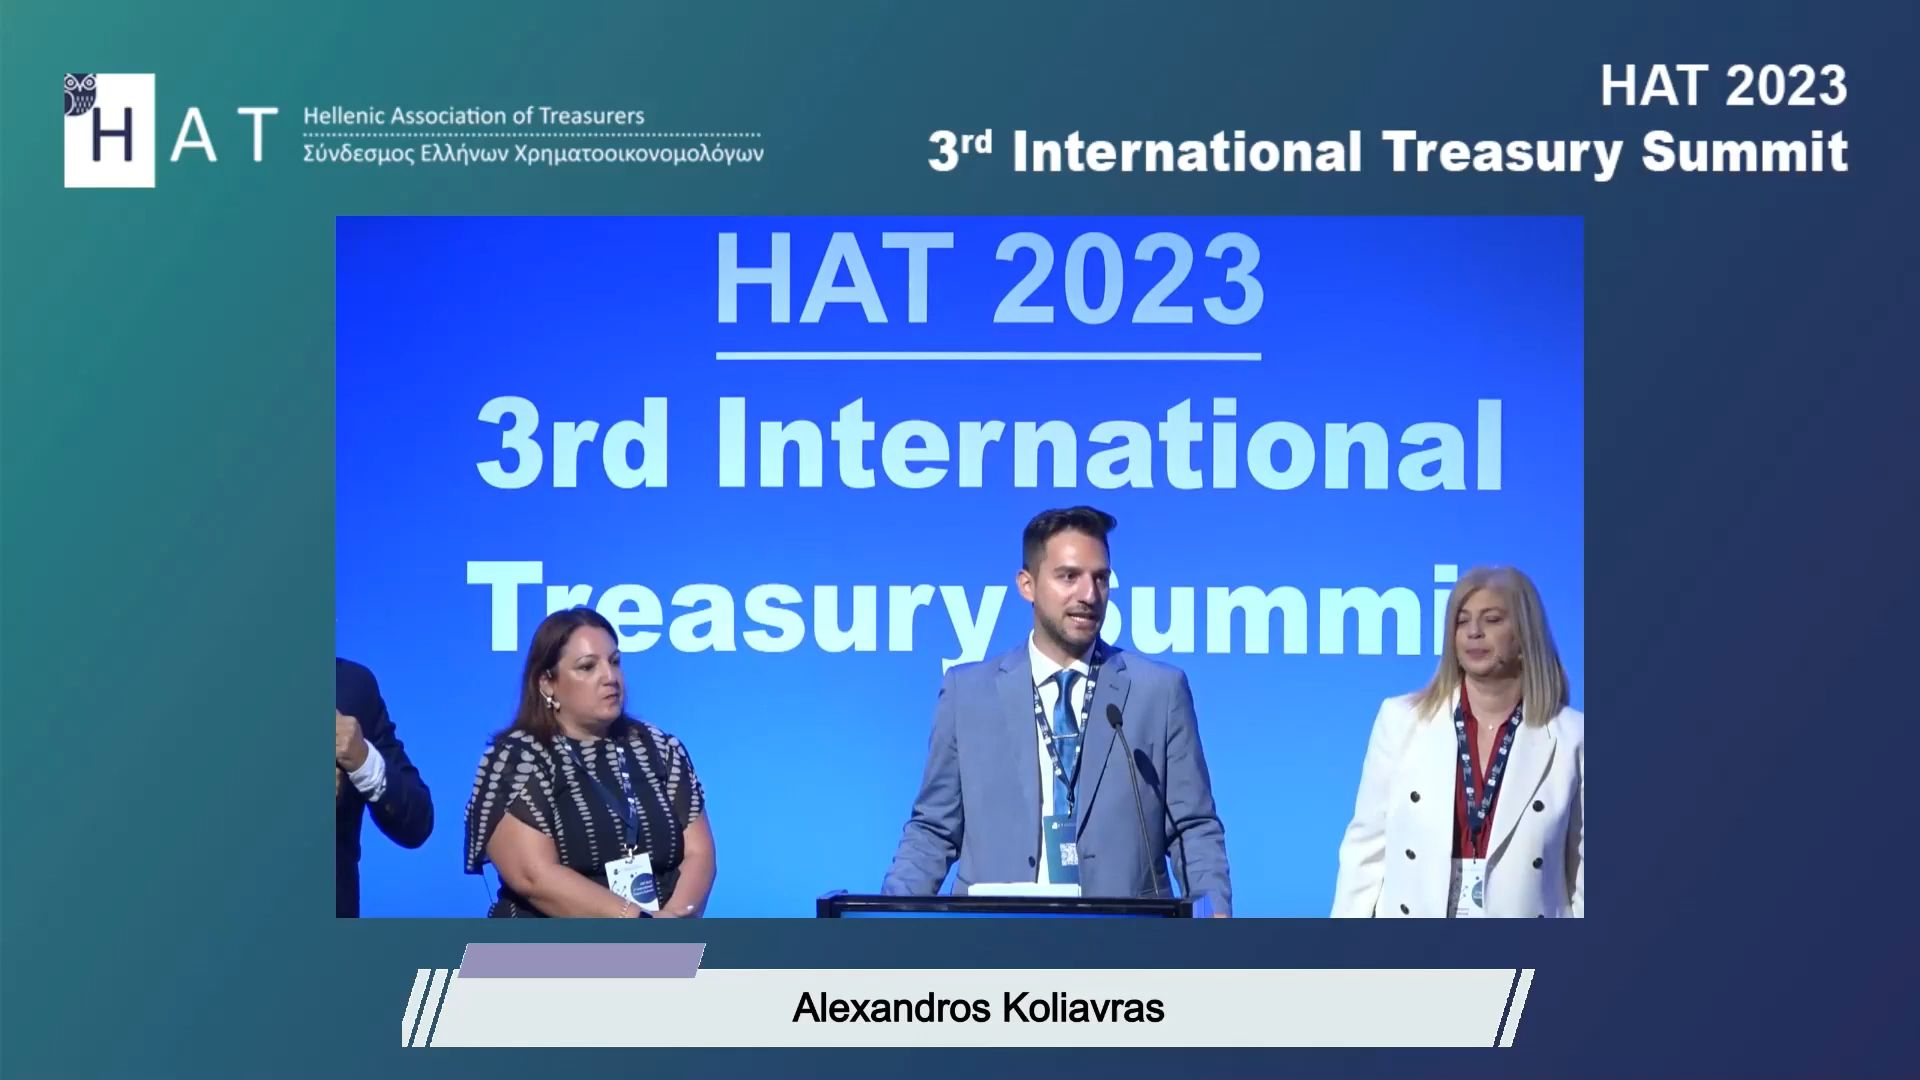 H A T
Hellenic Association of Treasurers
Σύνδεσμος Ελλήνων Χρηματοοικονομολόγων
HAT 2023
3rd International Treasury Summit
HAT 2023
3rd International
Treasury Summi
Alexandros Koliavras